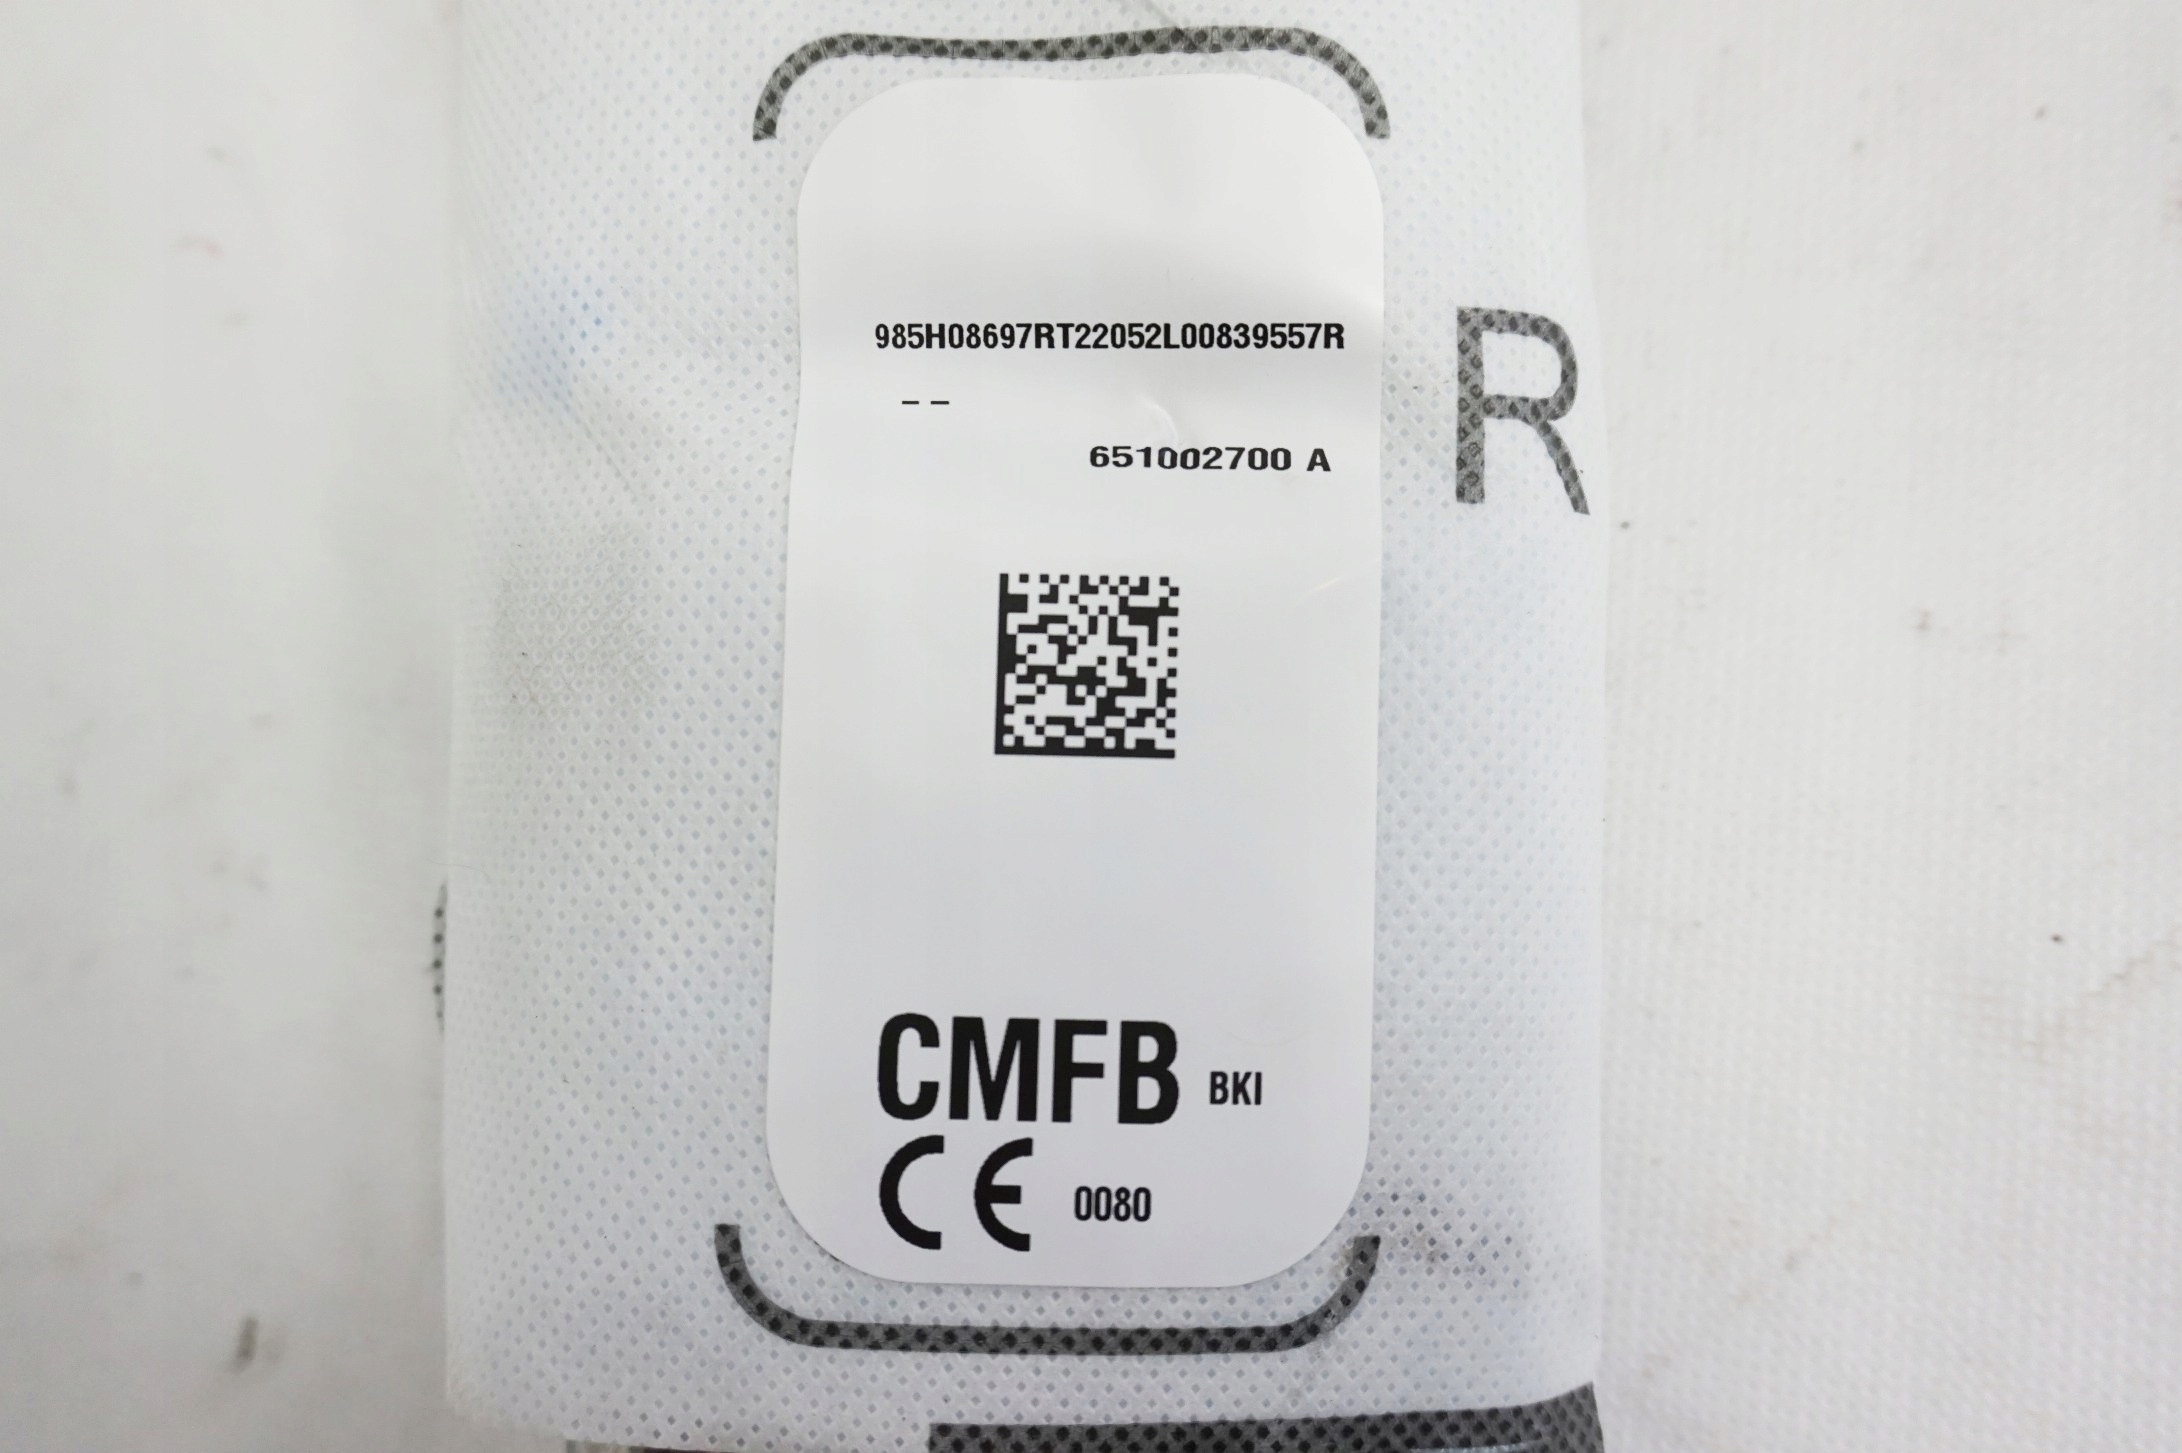 985H08697RT22052L00839557R
– –
651002700 A
R
CMFB BKI
CE 0080